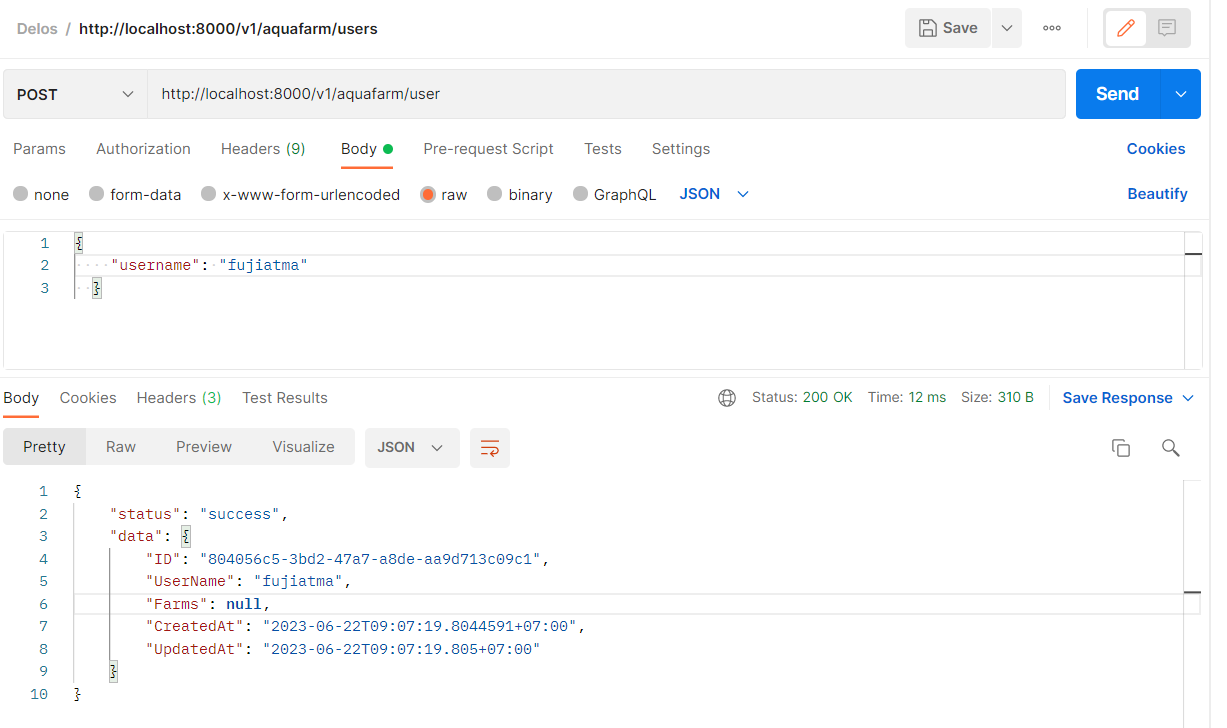 Delos / http://localhost:8000/v1/aquafarm/users Save
POST http://localhost:8000/v1/aquafarm/user Send
Params Authorization Headers (9) Body Pre-request Script Tests Settings Cookies
none form-data x-www-form-urlencoded raw binary GraphQL JSON Beautify
1 {
2 "username": "fujiatma"
3 }
Body Cookies Headers (3) Test Results Status: 200 OK Time: 12 ms Size: 310 B Save Response
Pretty Raw Preview Visualize JSON
1 {
2 "status": "success",
3 "data": {
4 "ID": "804056c5-3bd2-47a7-a8de-aa9d713c09c1",
5 "UserName": "fujiatma",
6 "Farms": null,
7 "CreatedAt": "2023-06-22T09:07:19.8044591+07:00",
8 "UpdatedAt": "2023-06-22T09:07:19.805+07:00"
9 }
10 }